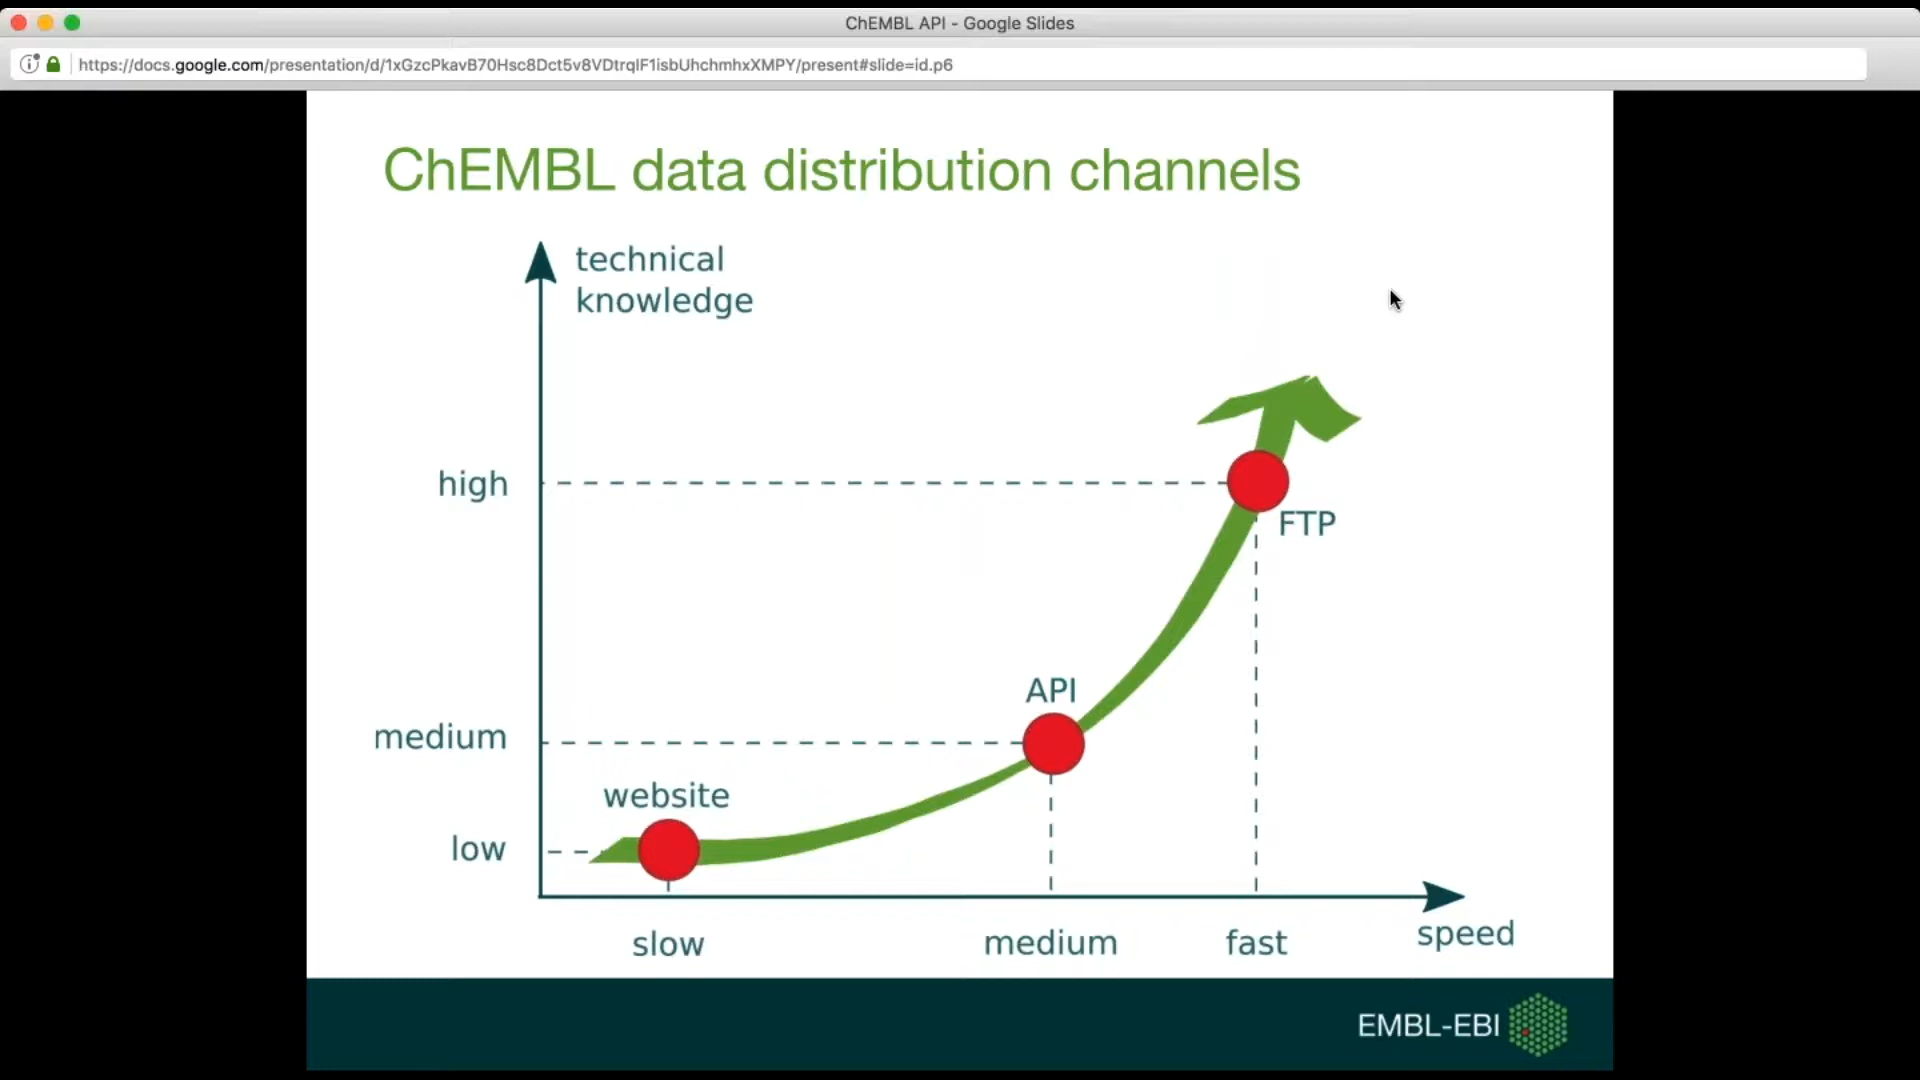 ChEMBL API - Google Slides
https://docs.google.com/presentation/d/1xGzcPkavB70Hsc8Dct5v8VDtrqlF1isbUhchmhxXMPY/present#slide=id.p6
ChEMBL data distribution channels
technical
knowledge
high
FTP
API
medium
website
low
slow
medium
fast
speed
EMBL-EBI